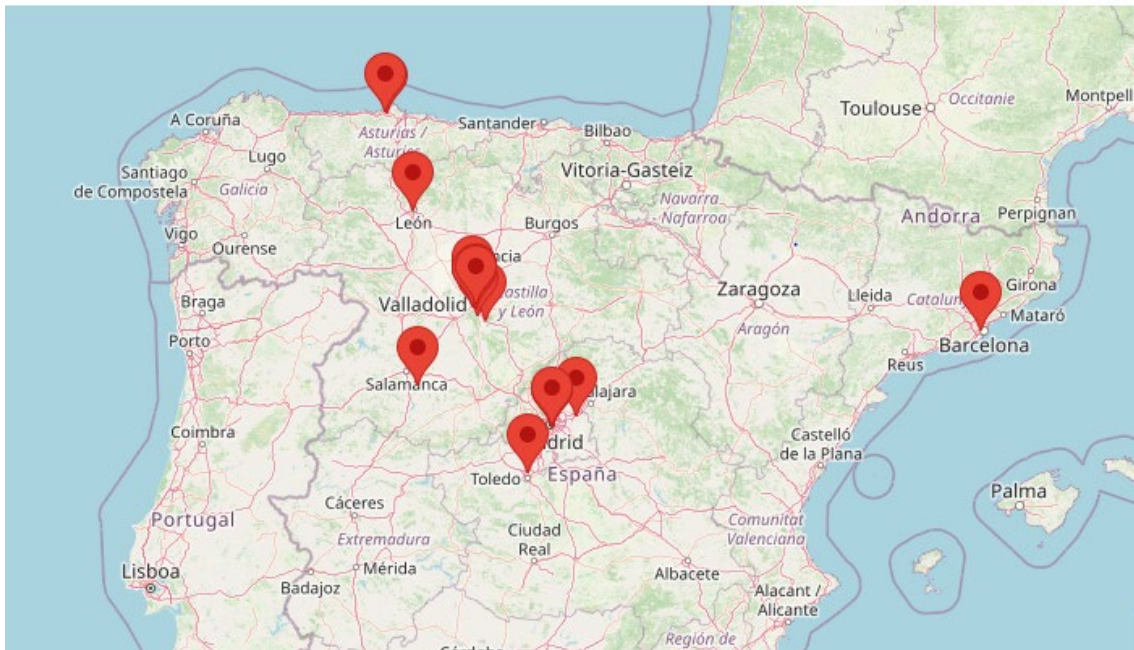 Toulouse
Occitanie
Montpell
A Coruña
Santander
Asturias /
Asturies
Bilbao
Lugo
Vitoria-Gasteiz
Santiago
de Compostela
Galicia
Navarra
- Nafarroa
Andorra
Perpignan
León
Burgos
Vigo
Ourense
ncia
Girona
Zaragoza
Lleida
Catalun
Castilla
y León
Valladolid
Braga
Mataró
Aragón
Barcelona
Porto
Reus
Salamanca
alajara
Coimbra
drid
Castelló
de la Plana
Toledo
España
Palma
Cáceres
Portugal
Extremadura
Ciudad
Real
Comunitat
Valenciana
Lisboa
Mérida
Albacete
Badajoz
Alacant /
Alicante
Región de